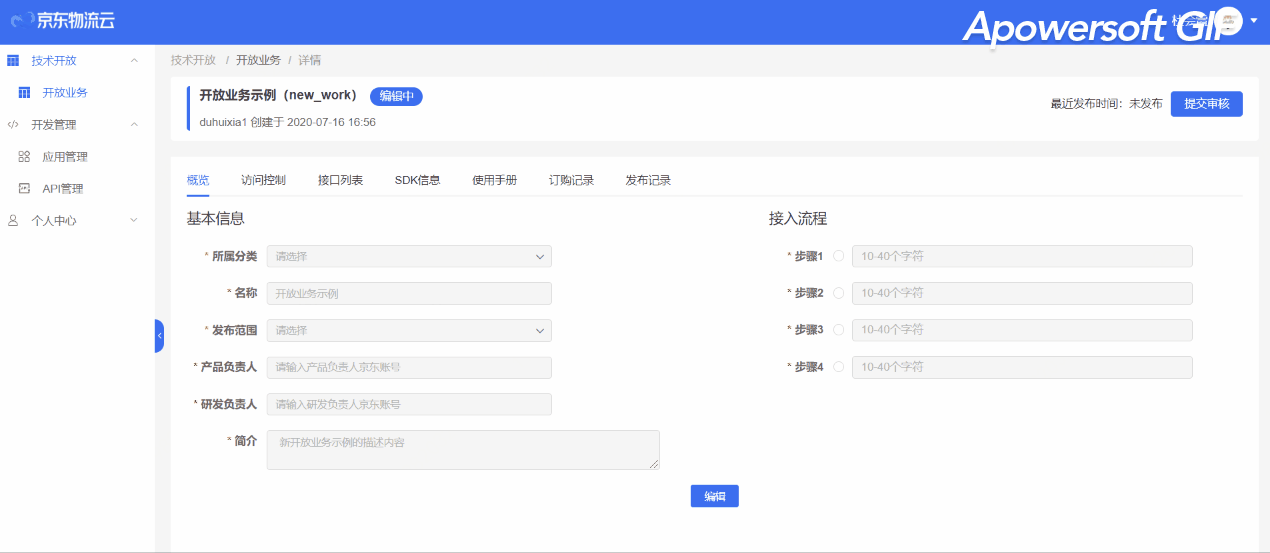 京东物流云
Apowersoft GIF
技术开放
开放业务
开发管理
应用管理
API管理
个人中心
技术开放 / 开放业务 / 详情
开放业务示例（new_work） 编辑中
duhuixia1 创建于 2020-07-16 16:56
最近发布时间：未发布 提交审核
概览 访问控制 接口列表 SDK信息 使用手册 订购记录 发布记录
基本信息
* 所属分类 请选择
* 名称 开放业务示例
* 发布范围 请选择
* 产品负责人 请输入产品负责人京东账号
* 研发负责人 请输入研发负责人京东账号
* 简介 新开放业务示例的描述内容
接入流程
* 步骤1 10-40个字符
* 步骤2 10-40个字符
* 步骤3 10-40个字符
* 步骤4 10-40个字符
编辑